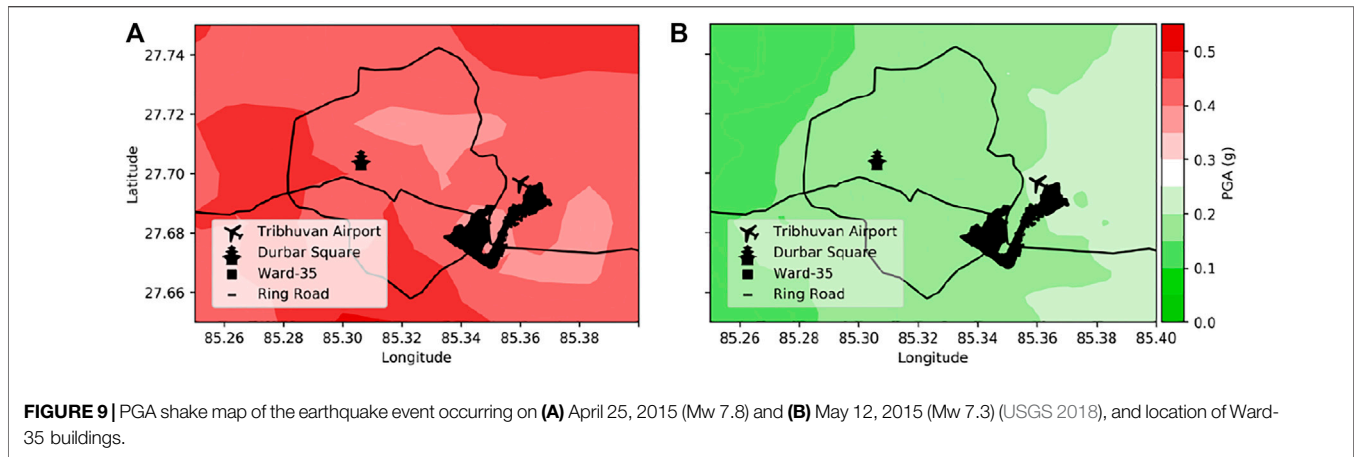 A
B
27.74
27.72
27.70
27.68
27.66
Latitude
Tribhuvan Airport
Durbar Square
Ward-35
Ring Road
85.26 85.28 85.30 85.32 85.34 85.36 85.38
Longitude
Tribhuvan Airport
Durbar Square
Ward-35
Ring Road
85.26 85.28 85.30 85.32 85.34 85.36 85.38 85.40
Longitude
0.5
0.4
0.3
0.2
0.1
0.0
PGA (g)
FIGURE 9 | PGA shake map of the earthquake event occurring on (A) April 25, 2015 (Mw 7.8) and (B) May 12, 2015 (Mw 7.3) (USGS 2018), and location of Ward-
35 buildings.